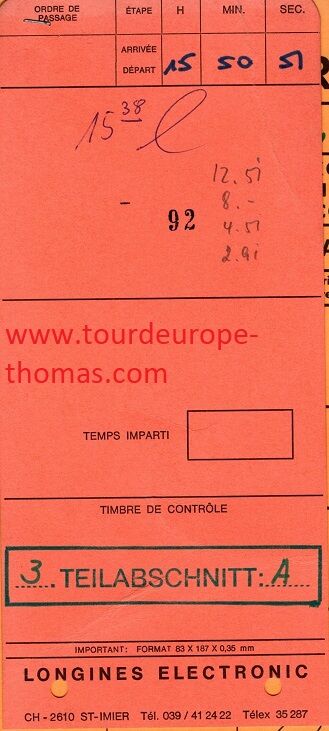 ORDRE DE PASSAGE ÉTAPE H MIN. SEC.
ARRIVÉE
DÉPART 15 50 51
15 38
12.51
8.-
- 92
4.51
2.91
www.tourdeurope-
thomas.com
TEMPS IMPARTI
TIMBRE DE CONTRÔLE
3. TEILABSCHNITT: A
IMPORTANT: FORMAT 83 X 187 X 0,35 mm
LONGINES ELECTRONIC
CH - 2610 ST-IMIER Tél. 039 / 41 24 22 Télex 35 287